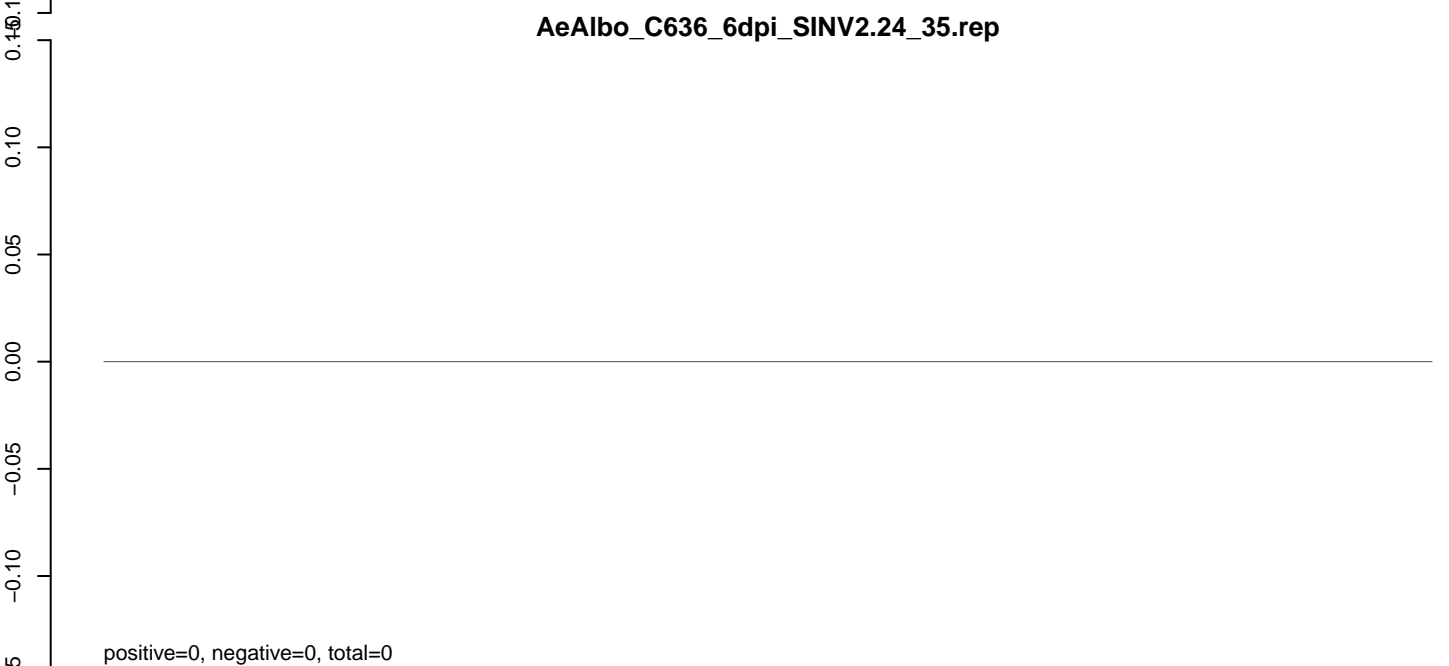 AeAlbo_C636_6dpi_SINV2.24_35.rep
0.10
0.05
0.00
−0.05
−0.10
positive=0, negative=0, total=0